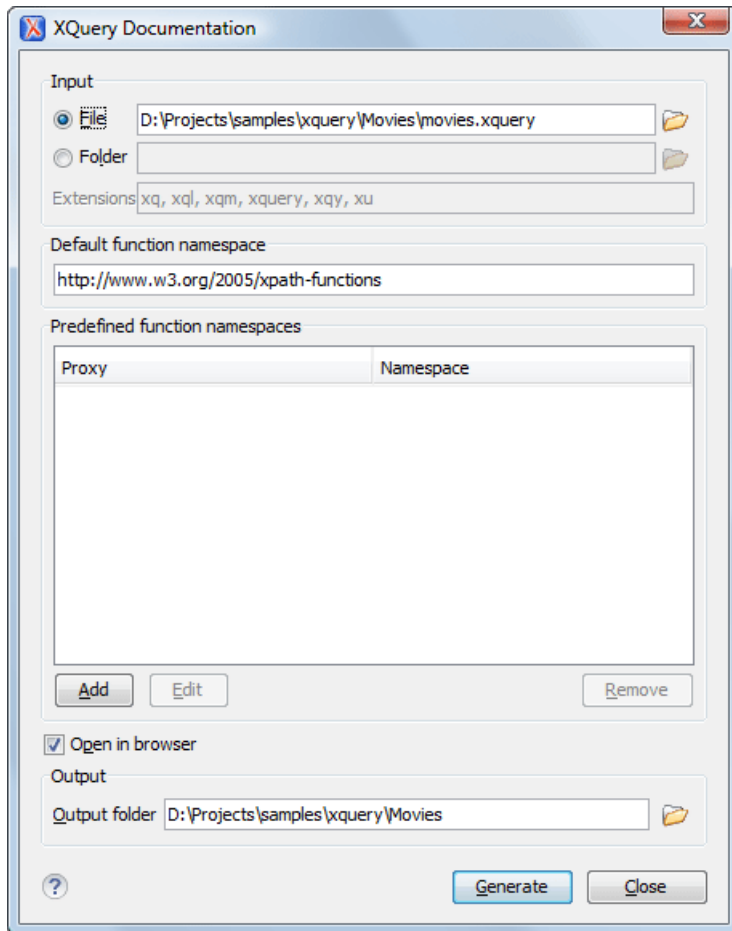 XQuery Documentation
Input
File D:\Projects\samples\xquery\Movies\movies.xquery
Folder
Extensions xq, xql, xqm, xquery, xqy, xu
Default function namespace
http://www.w3.org/2005/xpath-functions
Predefined function namespaces
Proxy Namespace
Add Edit Remove
Open in browser
Output
Output folder D:\Projects\samples\xquery\Movies
? Generate Close